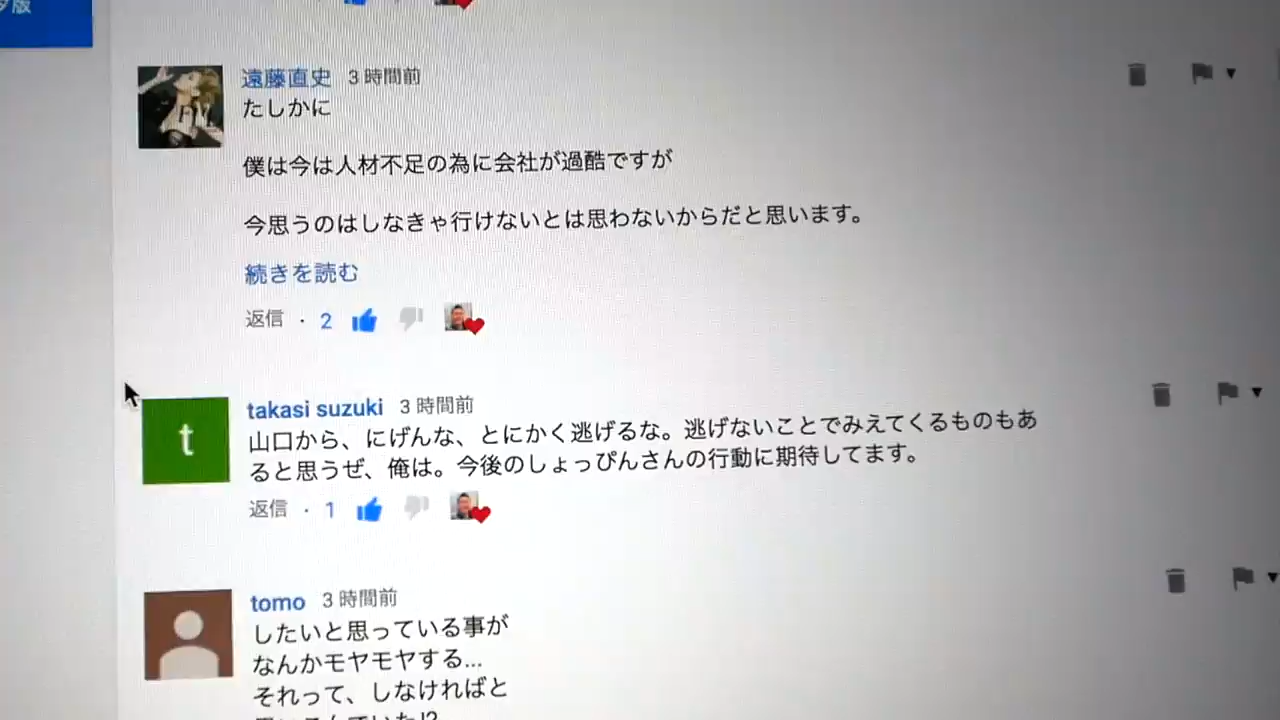 版
遠藤直史 3 時間前
たしかに
僕は今は人材不足の為に会社が過酷ですが
今思うのはしなきゃ行けないとは思わないからだと思います。
続きを読む
返信 · 2
t
takasi suzuki 3 時間前
山口から、にげんな、とにかく逃げるな。逃げないことでみえてくるものもあ
ると思うぜ、俺は。今後のしょっぴんさんの行動に期待してます。
返信 · 1
tomo 3 時間前
したいと思っている事が
なんかモヤモヤする...
それって、しなければと